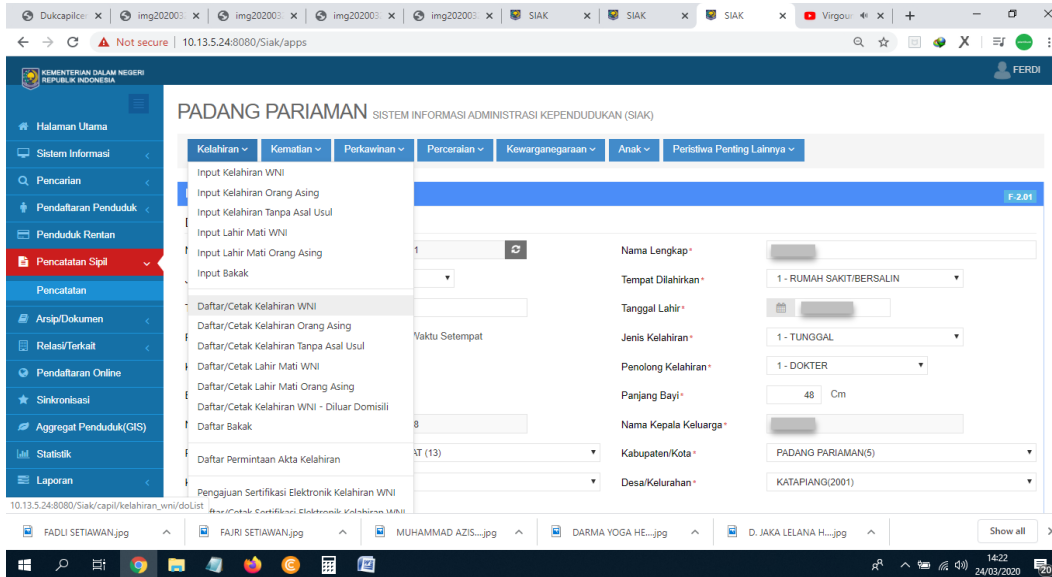 Dukcapilcer
img202003
img202003
img202003
img202003
SIAK
SIAK
SIAK
Virgou
Not secure | 10.13.5.24:8080/Siak/apps
KEMENTERIAN DALAM NEGERI
REPUBLIK INDONESIA
FERDI
PADANG PARIAMAN SISTEM INFORMASI ADMINISTRASI KEPENDUDUKAN (SIAK)
Halaman Utama
Sistem Informasi
Pencarian
Pendaftaran Penduduk
Penduduk Rentan
Pencatatan Sipil
Pencatatan
Arsip/Dokumen
Relasi/Terkait
Pendaftaran Online
Sinkronisasi
Aggregat Penduduk(GIS)
Statistik
Laporan
Kelahiran Kematian Perkawinan Perceraian Kewarganegaraan Anak Peristiwa Penting Lainnya
Input Kelahiran WNI
Input Kelahiran Orang Asing
Input Kelahiran Tanpa Asal Usul
Input Lahir Mati WNI
Input Lahir Mati Orang Asing
Input Bakak
Daftar/Cetak Kelahiran WNI
Daftar/Cetak Kelahiran Orang Asing
Daftar/Cetak Kelahiran Tanpa Asal Usul
Daftar/Cetak Lahir Mati WNI
Daftar/Cetak Lahir Mati Orang Asing
Daftar/Cetak Kelahiran WNI - Diluar Domisili
Daftar Bakak
Daftar Permintaan Akta Kelahiran
Pengajuan Sertifikasi Elektronik Kelahiran WNI
Daftar/Cetak Sertifikasi Elektronik Kelahiran WNI
F-2.01
1
Nama Lengkap*
Tempat Dilahirkan* 1 - RUMAH SAKIT/BERSALIN
Tanggal Lahir*
Waktu Setempat
Jenis Kelahiran* 1 - TUNGGAL
Penolong Kelahiran* 1 - DOKTER
Panjang Bayi* 48 Cm
8
Nama Kepala Keluarga*
AT (13)
Kabupaten/Kota* PADANG PARIAMAN(5)
Desa/Kelurahan* KATAPIANG(2001)
10.13.5.24:8080/Siak/capil/kelahiran_wni/doList
FADLI SETIAWAN.jpg
FAJRI SETIAWAN.jpg
MUHAMMAD AZIS....jpg
DARMA YOGA HE....jpg
D. JAKA LELANA H....jpg
Show all
14:22
24/03/2020
20